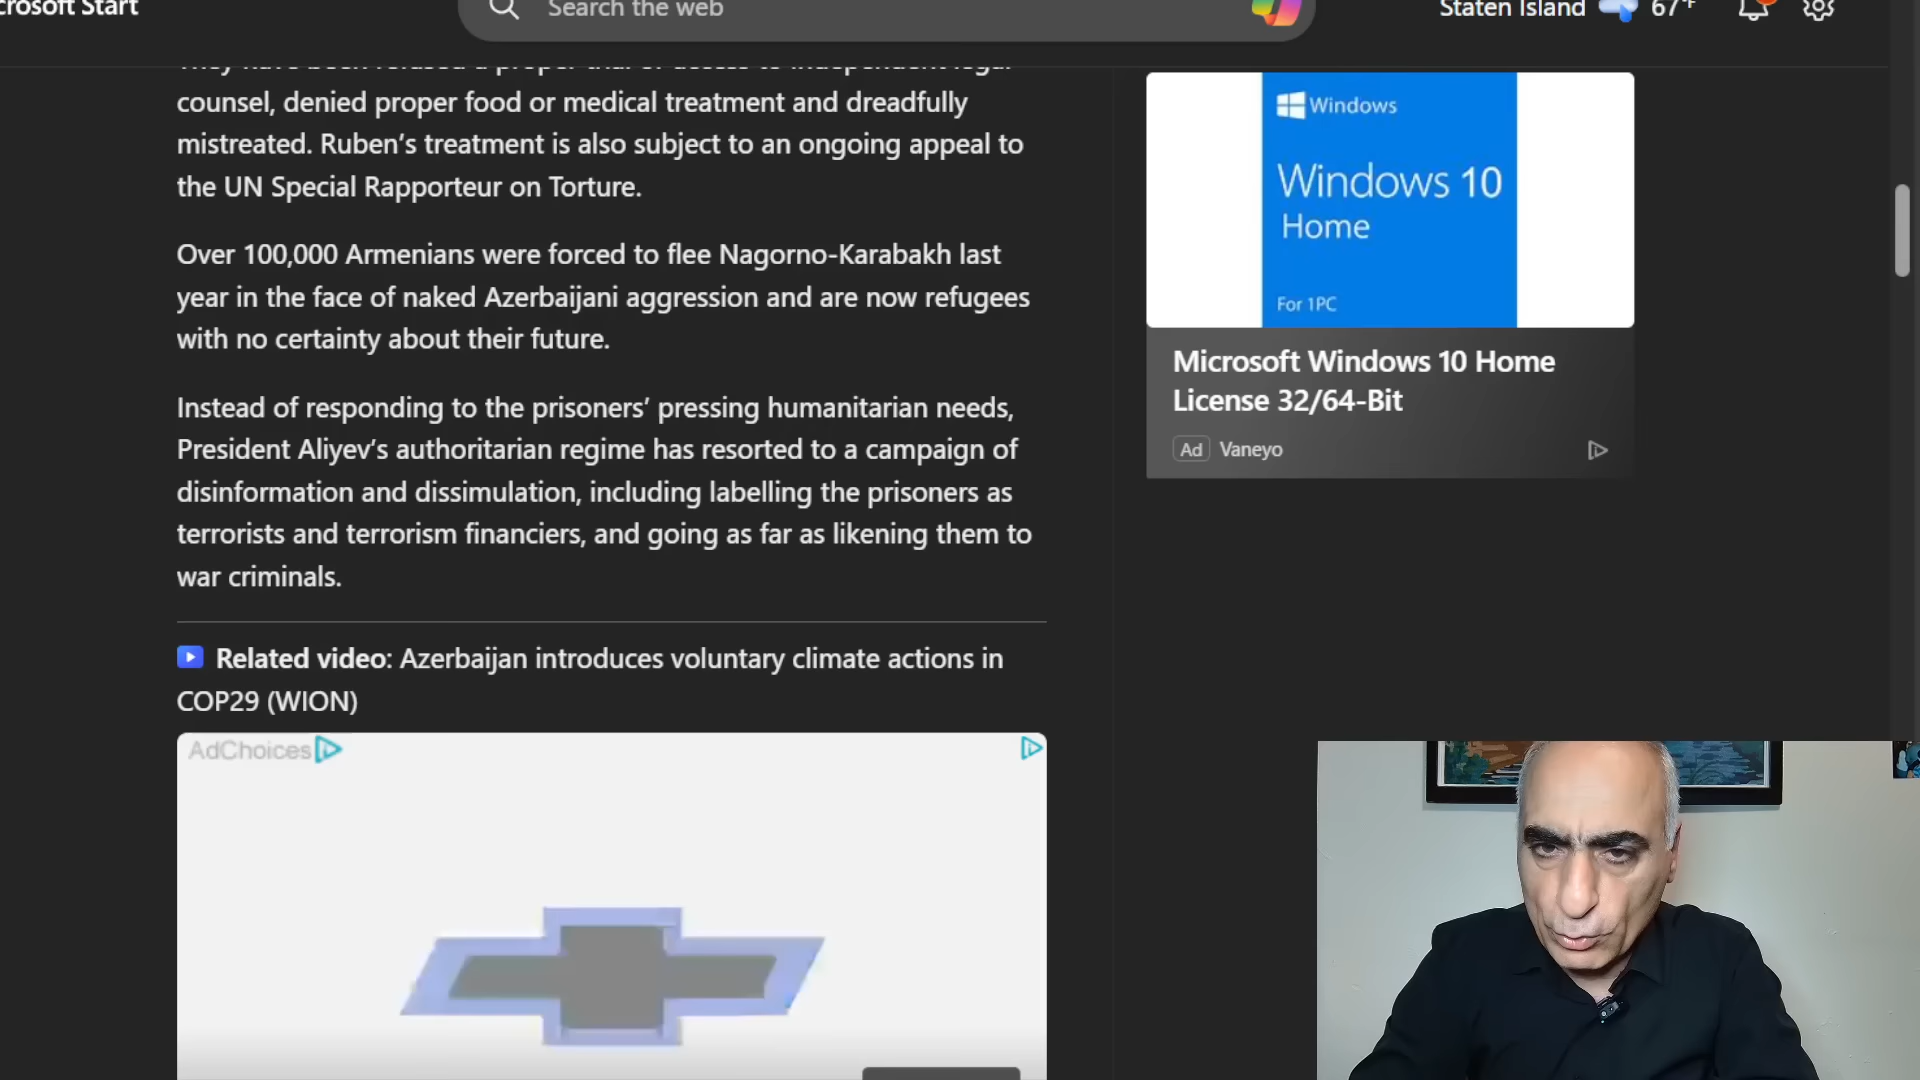 crosoft Start
Search the web
Staten Island
67°F
counsel, denied proper food or medical treatment and dreadfully
mistreated. Ruben’s treatment is also subject to an ongoing appeal to
the UN Special Rapporteur on Torture.
Over 100,000 Armenians were forced to flee Nagorno-Karabakh last
year in the face of naked Azerbaijani aggression and are now refugees
with no certainty about their future.
Instead of responding to the prisoners’ pressing humanitarian needs,
President Aliyev’s authoritarian regime has resorted to a campaign of
disinformation and dissimulation, including labelling the prisoners as
terrorists and terrorism financiers, and going as far as likening them to
war criminals.
Related video: Azerbaijan introduces voluntary climate actions in
COP29 (WION)
AdChoices
Windows
Windows 10
Home
For 1PC
Microsoft Windows 10 Home
License 32/64-Bit
Ad Vaneyo